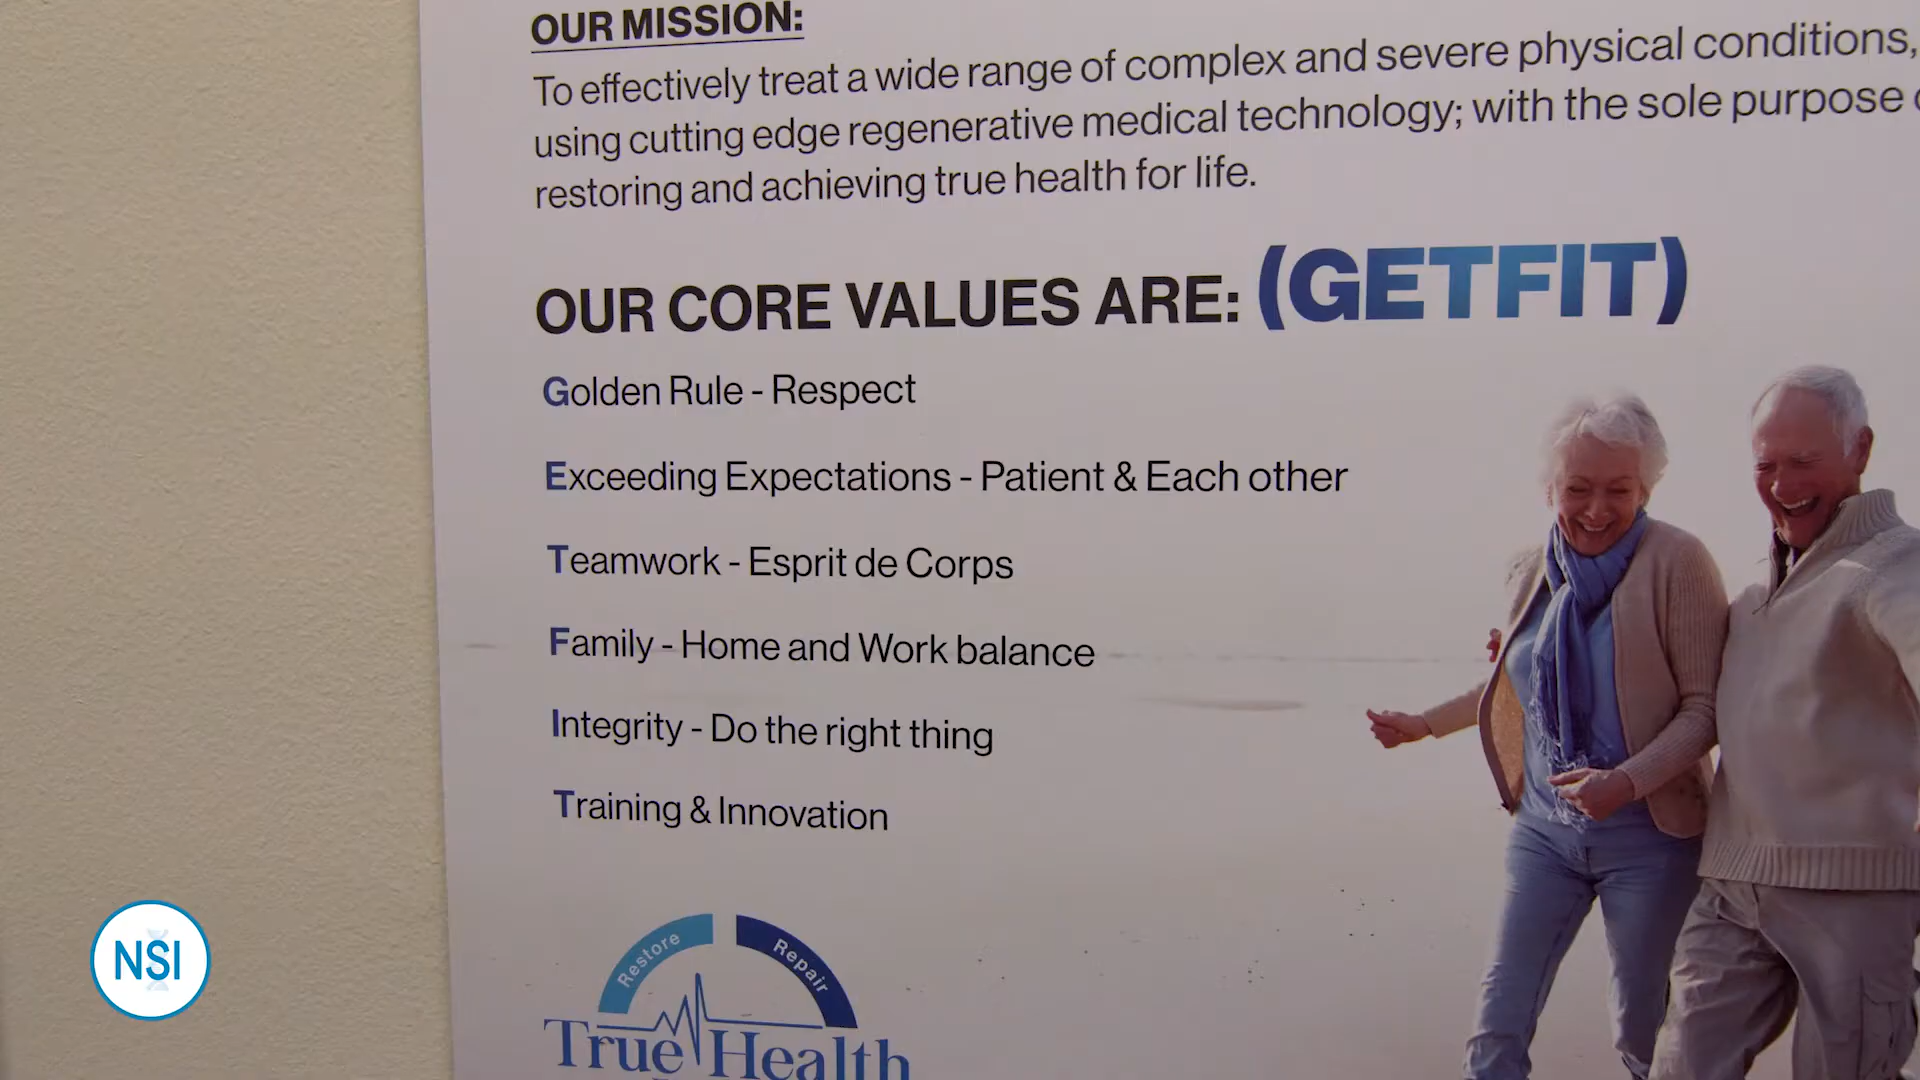 OUR MISSION:
To effectively treat a wide range of complex and severe physical conditions,
using cutting edge regenerative medical technology; with the sole purpose
restoring and achieving true health for life.
OUR CORE VALUES ARE: (GETFIT)
Golden Rule - Respect
Exceeding Expectations - Patient & Each other
Teamwork - Esprit de Corps
Family - Home and Work balance
Integrity - Do the right thing
Training & Innovation
Restore Repair
True Health
NSI